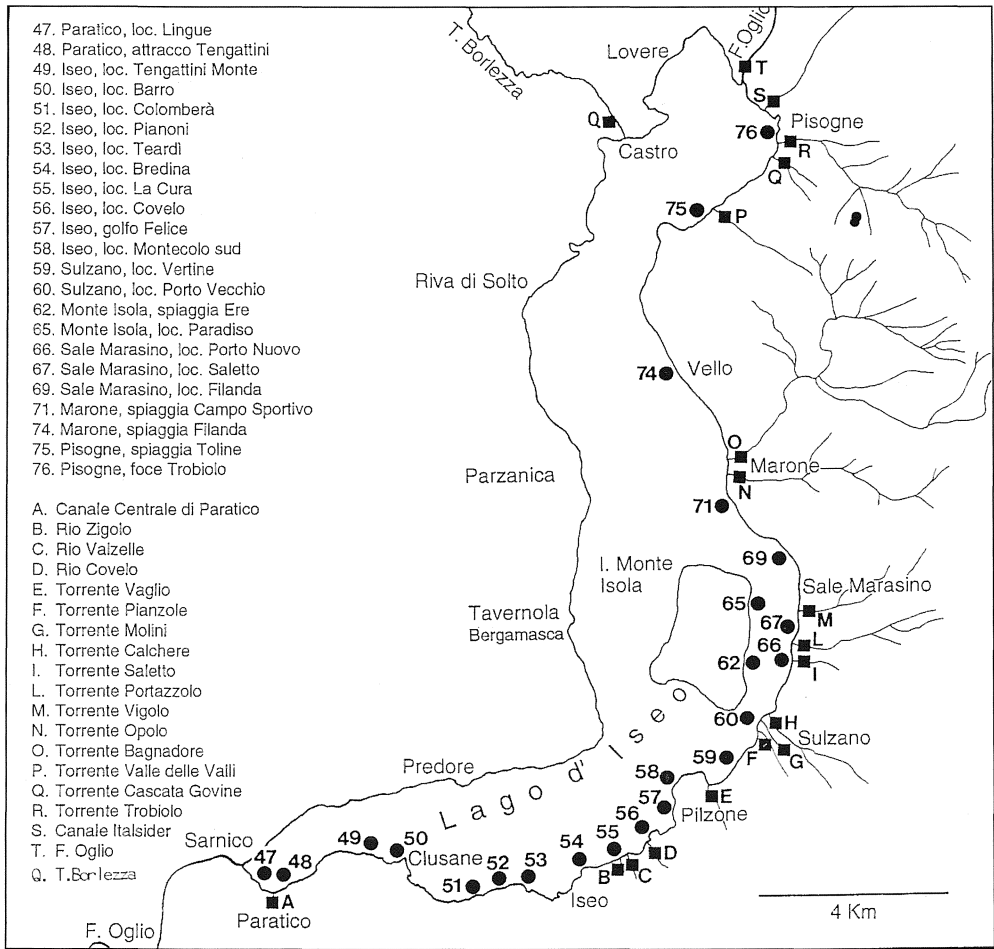 47. Paratico, loc. Lingue
48. Paratico, attracco Tengattini
49. Iseo, loc. Tengattini Monte
50. Iseo, loc. Barro
51. Iseo, loc. Colomberà
52. Iseo, loc. Pianoni
53. Iseo, loc. Teardì
54. Iseo, loc. Bredina
55. Iseo, loc. La Cura
56. Iseo, loc. Covelo
57. Iseo, golfo Felice
58. Iseo, loc. Montecolo sud
59. Sulzano, loc. Vertine
60. Sulzano, loc. Porto Vecchio
62. Monte Isola, spiaggia Ere
65. Monte Isola, loc. Paradiso
66. Sale Marasino, loc. Porto Nuovo
67. Sale Marasino, loc. Saletto
69. Sale Marasino, loc. Filanda
71. Marone, spiaggia Campo Sportivo
74. Marone, spiaggia Filanda
75. Pisogne, spiaggia Toline
76. Pisogne, foce Trobiolo
A. Canale Centrale di Paratico
B. Rio Zigolo
C. Rio Valzelle
D. Rio Covelo
E. Torrente Vaglio
F. Torrente Pianzole
G. Torrente Molini
H. Torrente Calchere
I. Torrente Saletto
L. Torrente Portazzolo
M. Torrente Vigolo
N. Torrente Opolo
O. Torrente Bagnadore
P. Torrente Valle delle Valli
Q. Torrente Cascata Govine
R. Torrente Trobiolo
S. Canale Italsider
T. F. Oglio
Q. T.Borlezza
T. Borlezza
Lovere
F. Oglio
T
S
Q
Castro
76
Pisogne
R
Q
75
P
Riva di Solto
74
Vello
O
Marone
N
Parzanica
71
69
I. Monte
Isola
Sale Marasino
65
M
67
L
66
62
I
Tavernola
Bergamasca
60
H
Sulzano
F
G
59
Predore
Lago d'Iseo
58
E
57
Pilzone
56
Sarnico
49
50
Clusane
54
55
D
47
48
52
53
51
B
C
Iseo
A
Paratico
4 Km
F. Oglio